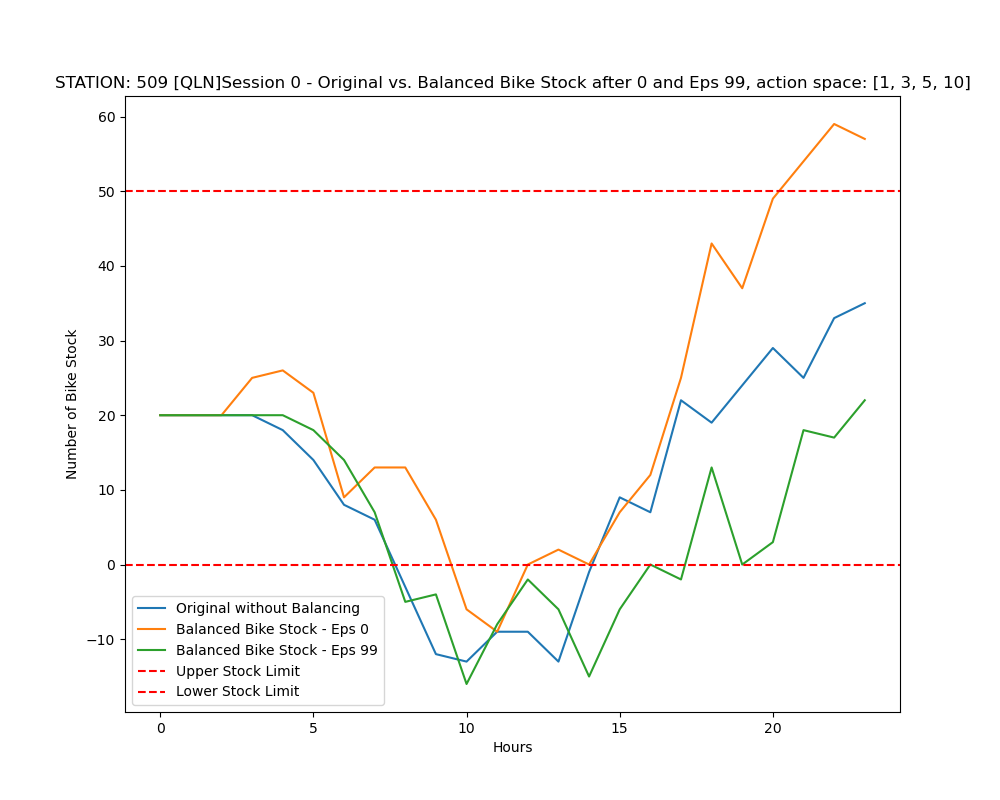 STATION: 509 [QLN]Session 0 - Original vs. Balanced Bike Stock after 0 and Eps 99, action space: [1, 3, 5, 10]
60
50
40
30
20
10
0
−10
Number of Bike Stock
Original without Balancing
Balanced Bike Stock - Eps 0
Balanced Bike Stock - Eps 99
Upper Stock Limit
Lower Stock Limit
0 5 10 15 20
Hours